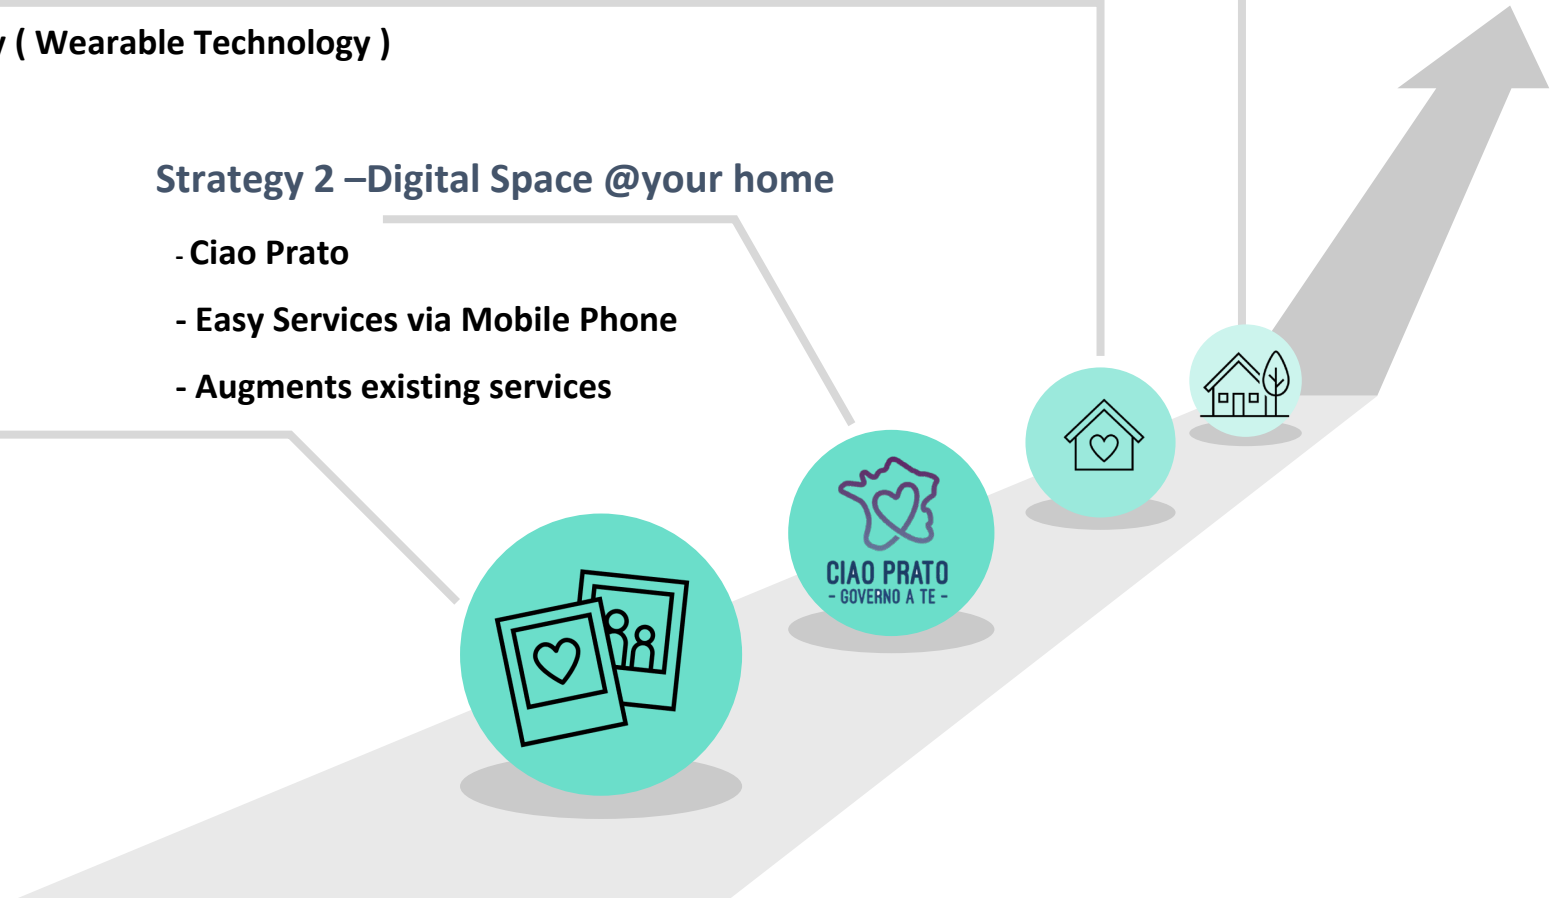 ( Wearable Technology )
Strategy 2 –Digital Space @your home
- Ciao Prato
- Easy Services via Mobile Phone
- Augments existing services
CIAO PRATO
- GOVERNO A TE -